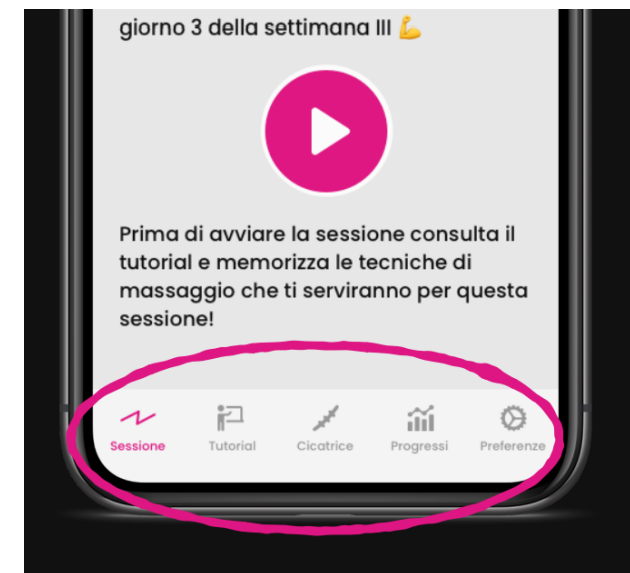 giorno 3 della settimana III 💪
Prima di avviare la sessione consulta il
tutorial e memorizza le tecniche di
massaggio che ti serviranno per questa
sessione!
Sessione
Tutorial
Cicatrice
Progressi
Preferenze